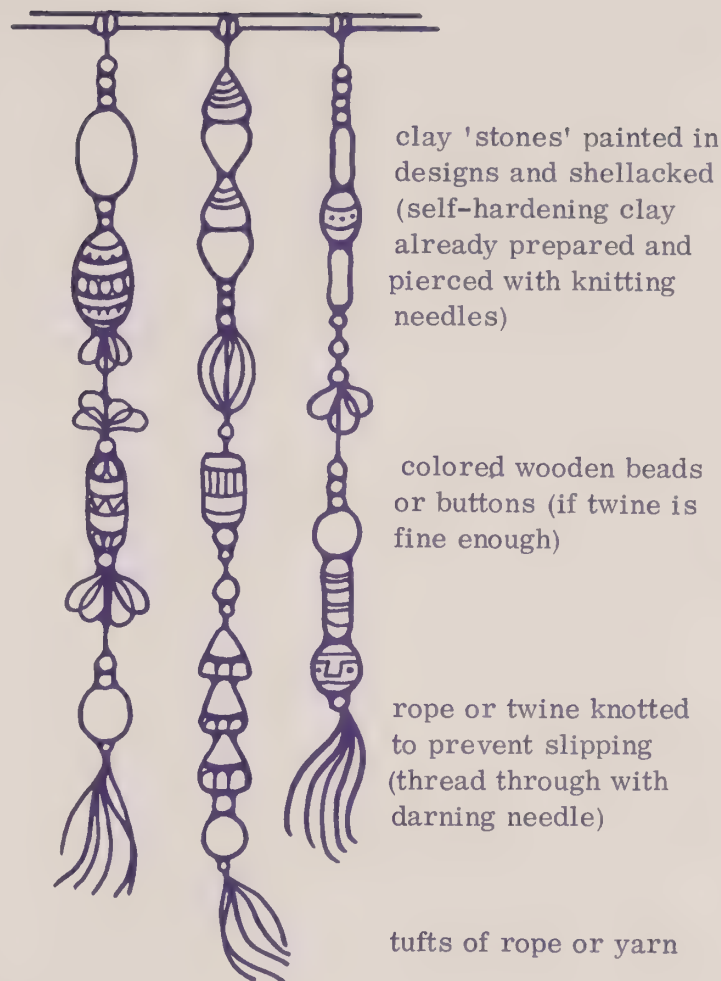 clay 'stones' painted in
designs and shellacked
(self-hardening clay
already prepared and
pierced with knitting
needles)
colored wooden beads
or buttons (if twine is
fine enough)
rope or twine knotted
to prevent slipping
(thread through with
darning needle)
tufts of rope or yarn